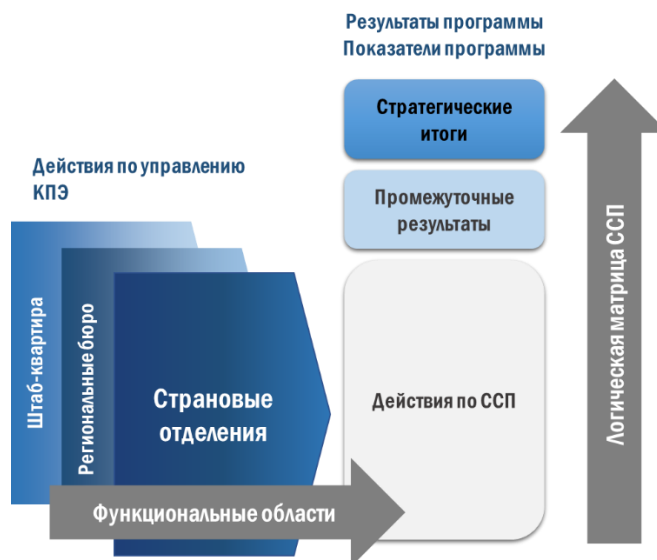 Результаты программы
Показатели программы
Стратегические
итоги
Действия по управлению
КПЭ
Промежуточные
результаты
Штаб-квартира
Региональные бюро
Страновые
отделения
Действия по ССП
Логическая матрица ССП
Функциональные области